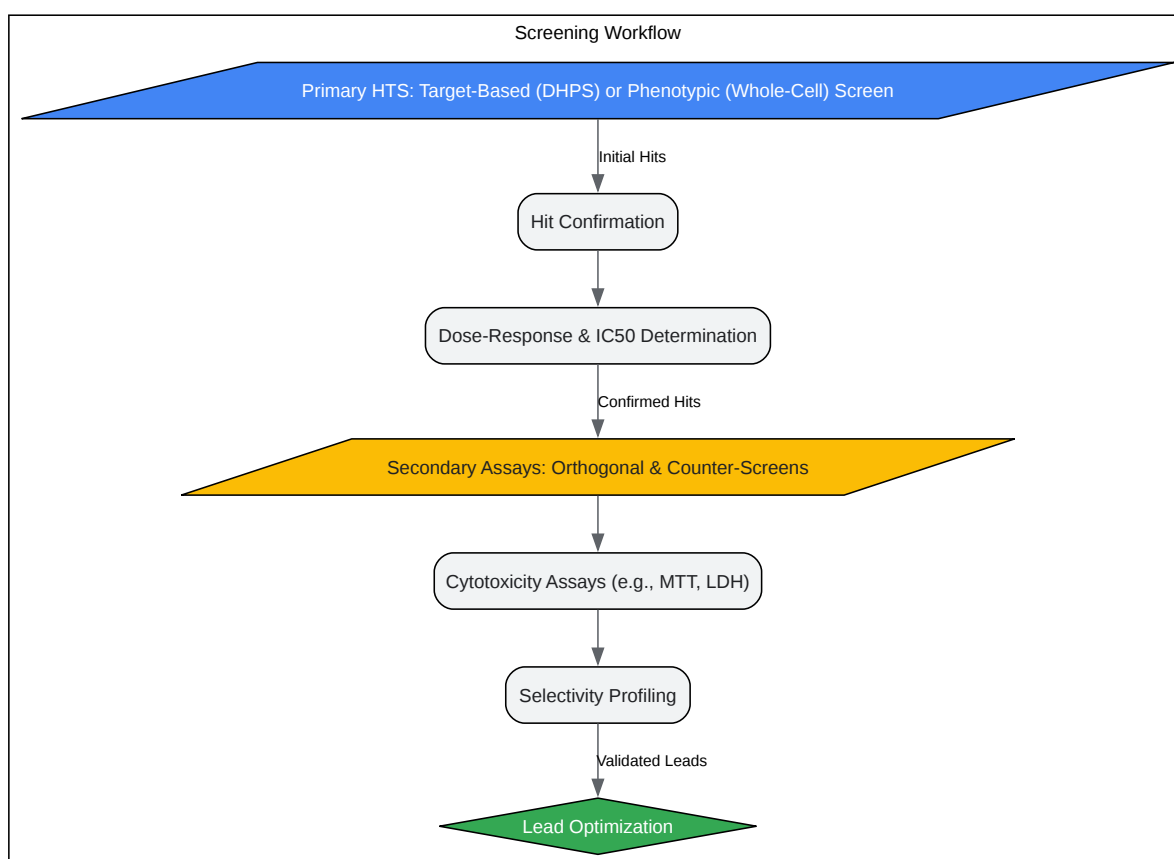 Screening Workflow
Primary HTS: Target-Based (DHPS) or Phenotypic (Whole-Cell) Screen
Initial Hits
Hit Confirmation
Dose-Response & IC50 Determination
Confirmed Hits
Secondary Assays: Orthogonal & Counter-Screens
Cytotoxicity Assays (e.g., MTT, LDH)
Selectivity Profiling
Validated Leads
Lead Optimization